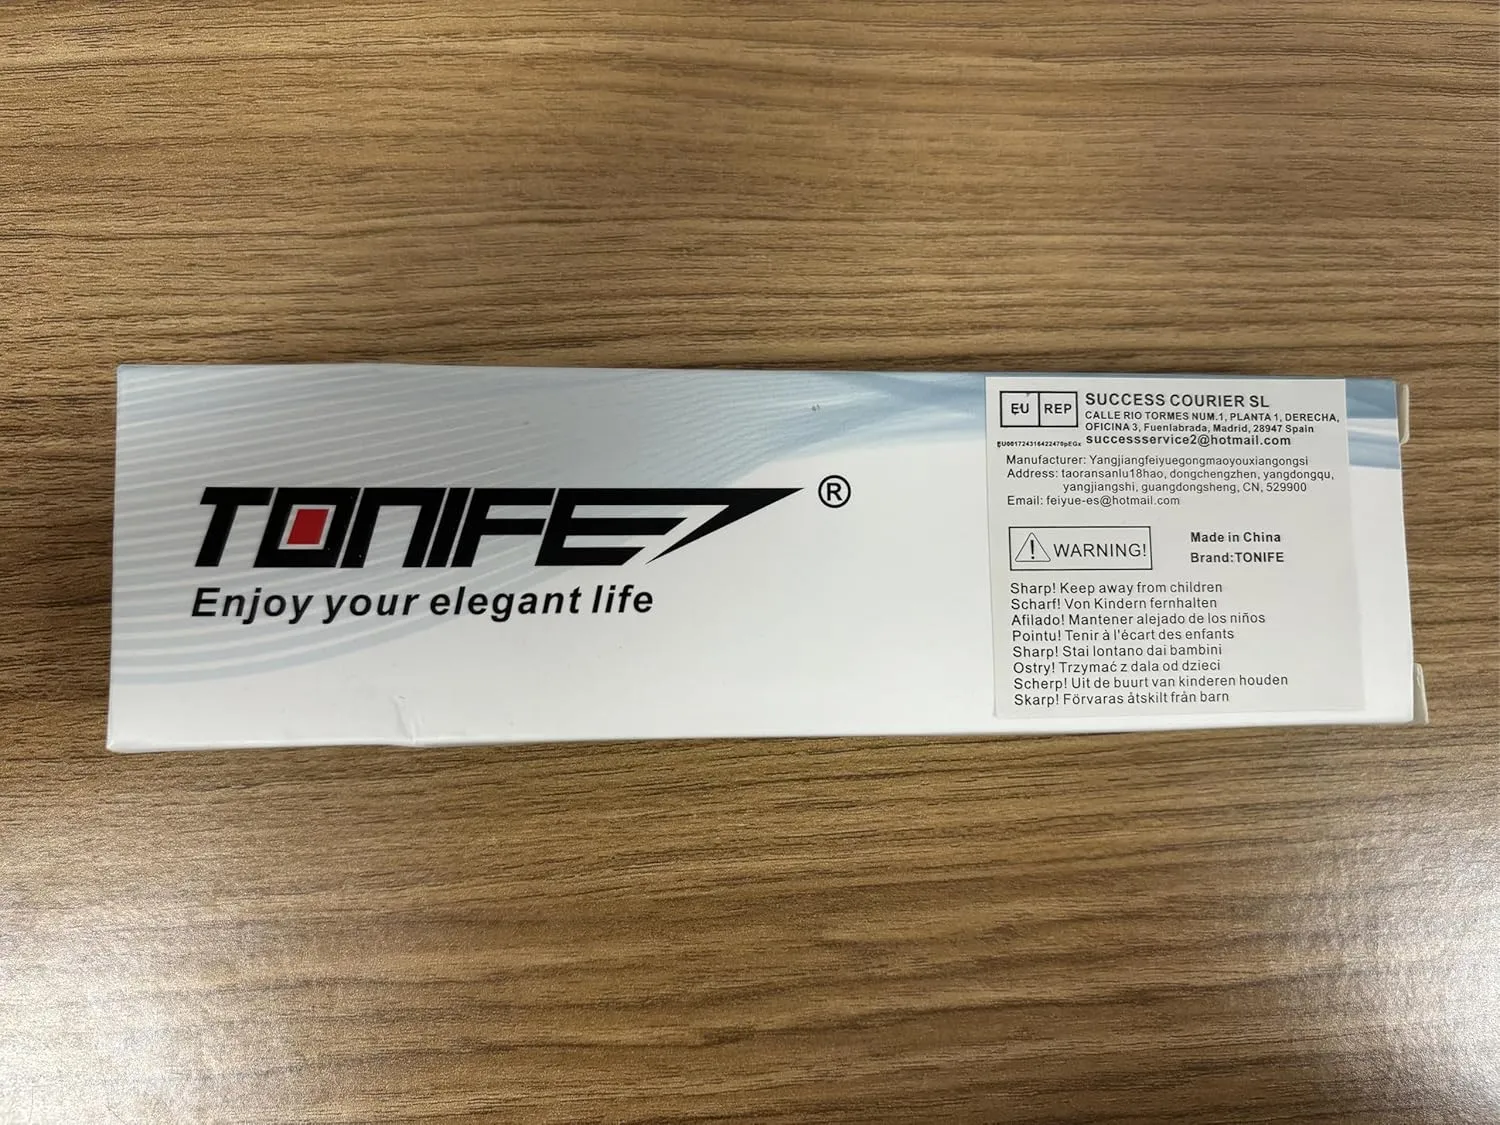 TONIFE ®
Enjoy your elegant life
EU REP
SUCCESS COURIER SL
CALLE RIO TORMES NUM.1, PLANTA 1, DERECHA,
OFICINA 3, Fuenlabrada, Madrid, 28947 Spain
successservice2@hotmail.com
Manufacturer: Yangjiangfeiyuegongmaoyouxiangongsi
Address: taoransanlu18hao, dongchengzhen, yangdongqu,
yangjiangshi, guangdongsheng, CN, 529900
Email: feiyue-es@hotmail.com
WARNING!
Made in China
Brand:TONIFE
Sharp! Keep away from children
Scharf! Von Kindern fernhalten
Afilado! Mantener alejado de los niños
Pointu! Tenir à l'écart des enfants
Sharp! Stai lontano dai bambini
Ostry! Trzymać z dala od dzieci
Scherp! Uit de buurt van kinderen houden
Skarp! Förvaras åtskilt från barn